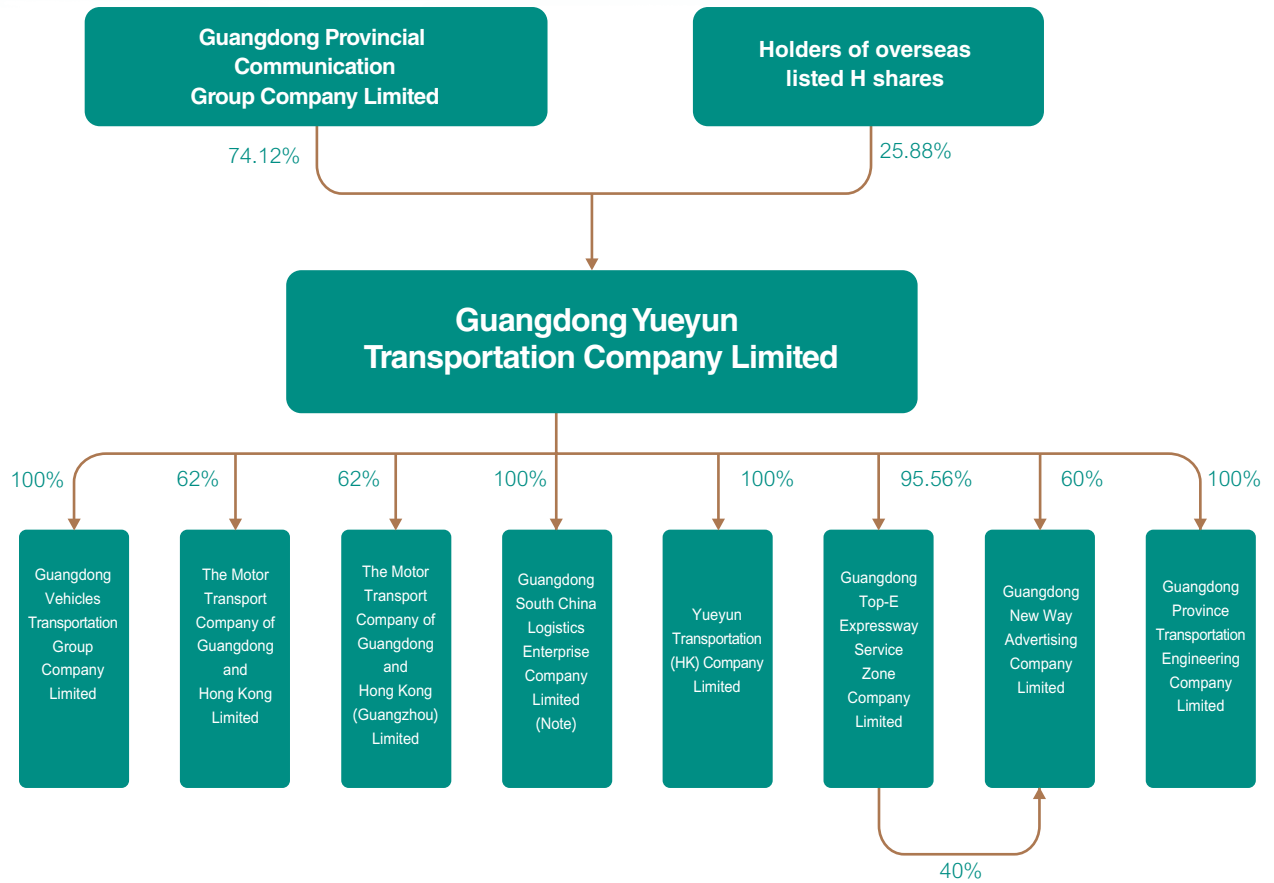 Guangdong Provincial
Communication
Group Company Limited
Holders of overseas
listed H shares
74.12%
25.88%
Guangdong Yueyun
Transportation Company Limited
100%
62%
62%
100%
100%
95.56%
60%
100%
Guangdong
Vehicles
Transportation
Group
Company
Limited
The Motor
Transport
Company of
Guangdong
and
Hong Kong
Limited
The Motor
Transport
Company of
Guangdong
and
Hong Kong
(Guangzhou)
Limited
Guangdong
South China
Logistics
Enterprise
Company
Limited
(Note)
Yueyun
Transportation
(HK) Company
Limited
Guangdong
Top-E
Expressway
Service
Zone
Company
Limited
Guangdong
New Way
Advertising
Company
Limited
Guangdong
Province
Transportation
Engineering
Company
Limited
40%